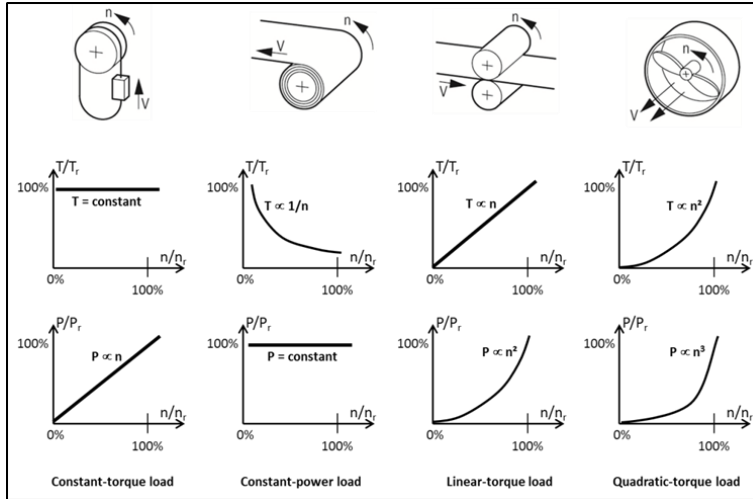 n
V
n
V
n
V
n
V
T/Tᵣ
100%
T = constant
0%
100%
n/nᵣ
T/Tᵣ
100%
T ∝ 1/n
0%
100%
n/nᵣ
T/Tᵣ
100%
T ∝ n
0%
100%
n/nᵣ
T/Tᵣ
100%
T ∝ n²
0%
100%
n/nᵣ
P/Pᵣ
100%
P ∝ n
0%
100%
n/nᵣ
P/Pᵣ
100%
P = constant
0%
100%
n/nᵣ
P/Pᵣ
100%
P ∝ n²
0%
100%
n/nᵣ
P/Pᵣ
100%
P ∝ n³
0%
100%
n/nᵣ
Constant-torque load
Constant-power load
Linear-torque load
Quadratic-torque load